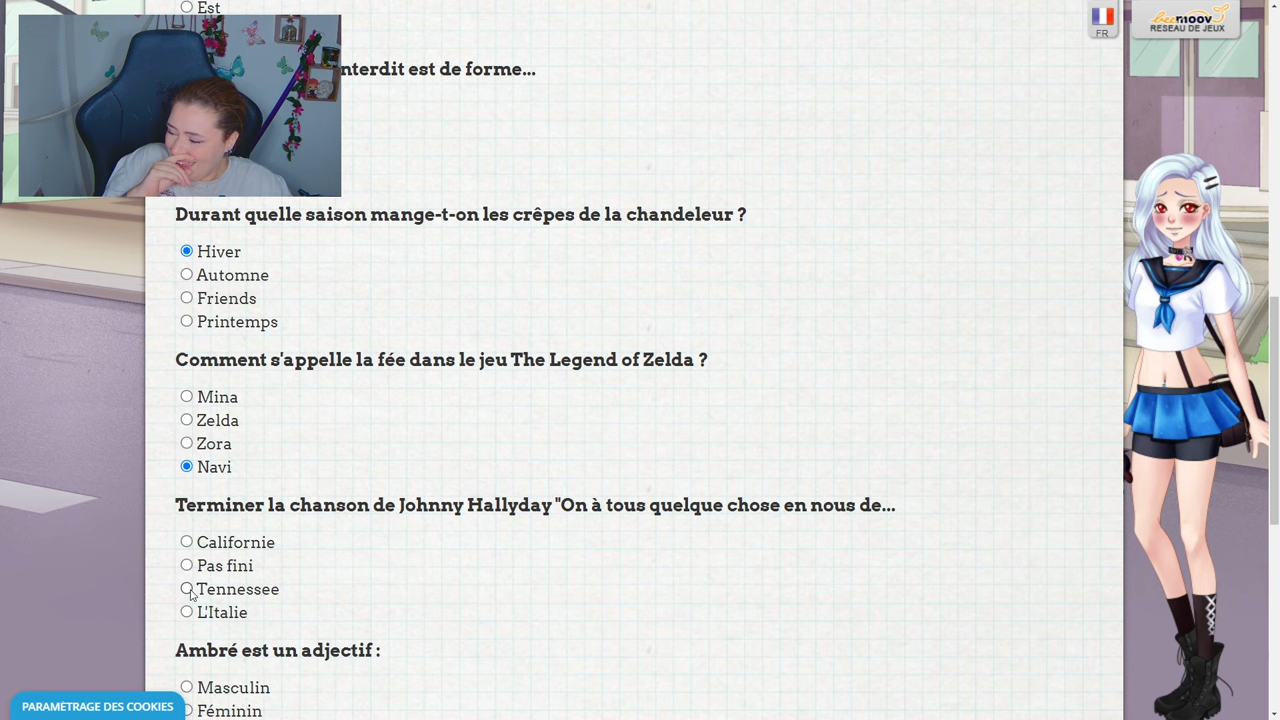 Est
nterdit est de forme...
Durant quelle saison mange-t-on les crêpes de la chandeleur ?
Hiver
Automne
Friends
Printemps
Comment s'appelle la fée dans le jeu The Legend of Zelda ?
Mina
Zelda
Zora
Navi
Terminer la chanson de Johnny Hallyday "On à tous quelque chose en nous de...
Californie
Pas fini
Tennessee
L'Italie
Ambré est un adjectif :
Masculin
Féminin
PARAMÉTRAGE DES COOKIES
FR
beemoov
RESEAU DE JEUX